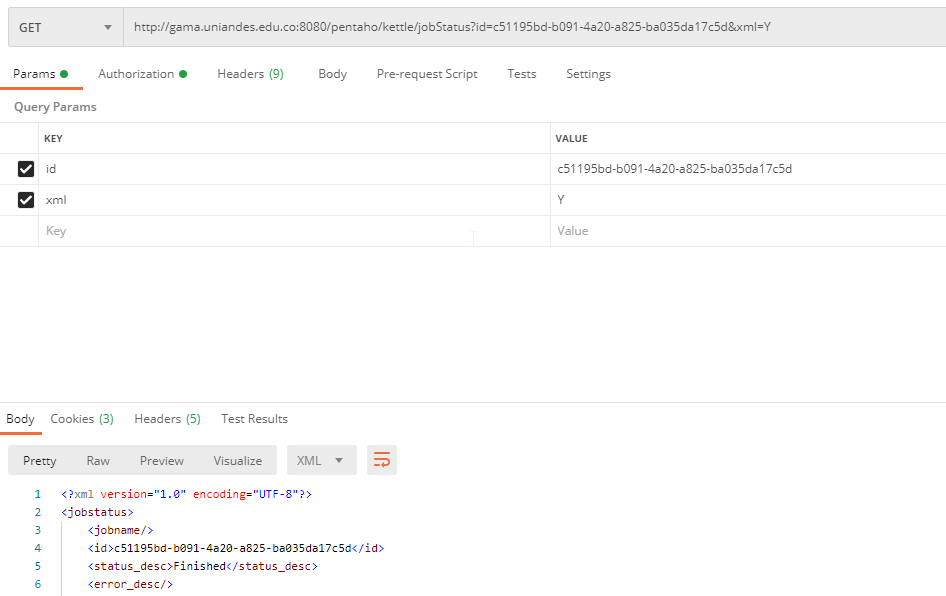 GET http://gama.uniandes.edu.co:8080/pentaho/kettle/jobStatus?id=c51195bd-b091-4a20-a825-ba035da17c5d&xml=Y
Params Authorization Headers (9) Body Pre-request Script Tests Settings
Query Params
KEY VALUE
id c51195bd-b091-4a20-a825-ba035da17c5d
xml Y
Key Value
Body Cookies (3) Headers (5) Test Results
Pretty Raw Preview Visualize XML
1 <?xml version="1.0" encoding="UTF-8"?>
2 <jobstatus>
3 <jobname/>
4 <id>c51195bd-b091-4a20-a825-ba035da17c5d</id>
5 <status_desc>Finished</status_desc>
6 <error_desc/>